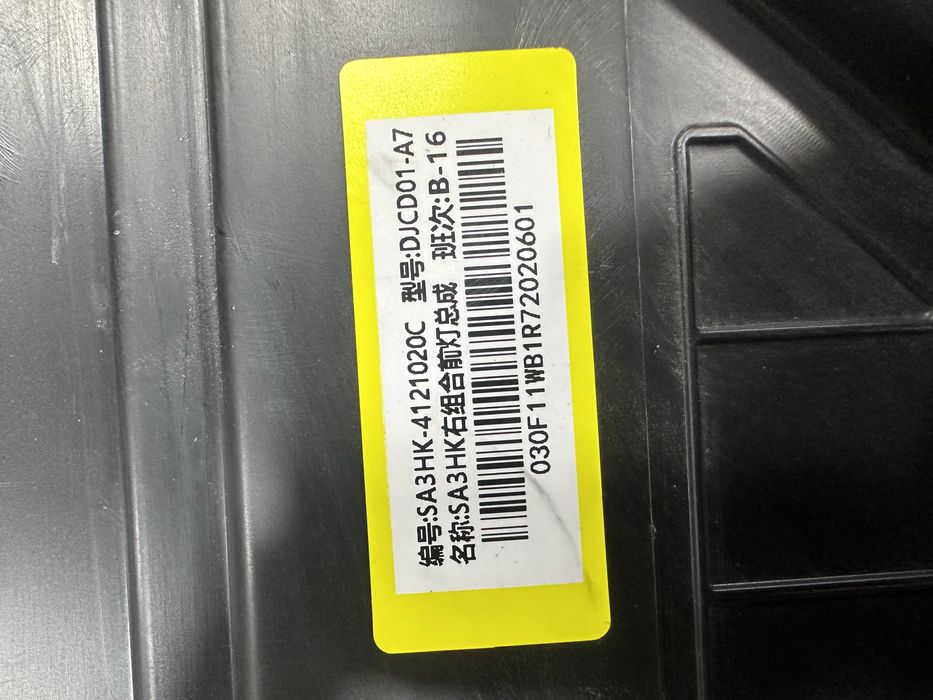 编号:SA3HK-4121020C 型号:DJCD01-A7
名称:SA3HK右组合前灯总成 班次:B-16
030F11WB1R72020601